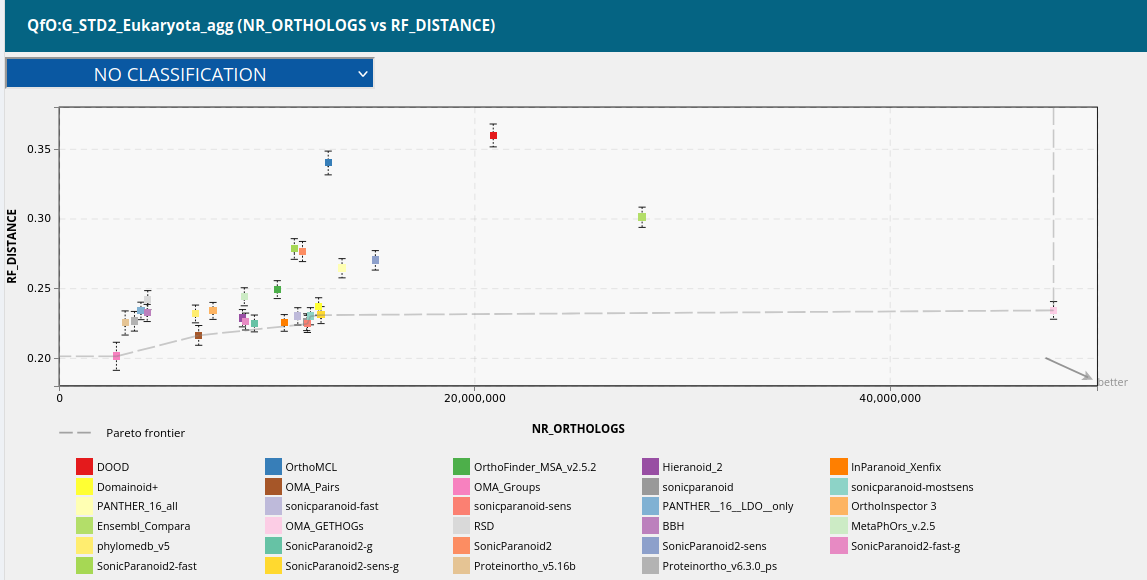 QfO:G_STD2_Eukaryota_agg (NR_ORTHOLOGS vs RF_DISTANCE)
NO CLASSIFICATION
RF_DISTANCE
0.35
0.30
0.25
0.20
0
20,000,000
40,000,000
better
NR_ORTHOLOGS
Pareto frontier
DOOD OrthoMCL OrthoFinder_MSA_v2.5.2 Hieranoid_2 InParanoid_Xenfix
Domainoid+ OMA_Pairs OMA_Groups sonicparanoid sonicparanoid-mostsens
PANTHER_16_all sonicparanoid-fast sonicparanoid-sens PANTHER__16__LDO__only OrthoInspector 3
Ensembl_Compara OMA_GETHOGs RSD BBH MetaPhOrs_v.2.5
phylomedb_v5 SonicParanoid2-g SonicParanoid2 SonicParanoid2-sens SonicParanoid2-fast-g
SonicParanoid2-fast SonicParanoid2-sens-g Proteinortho_v5.16b Proteinortho_v6.3.0_ps